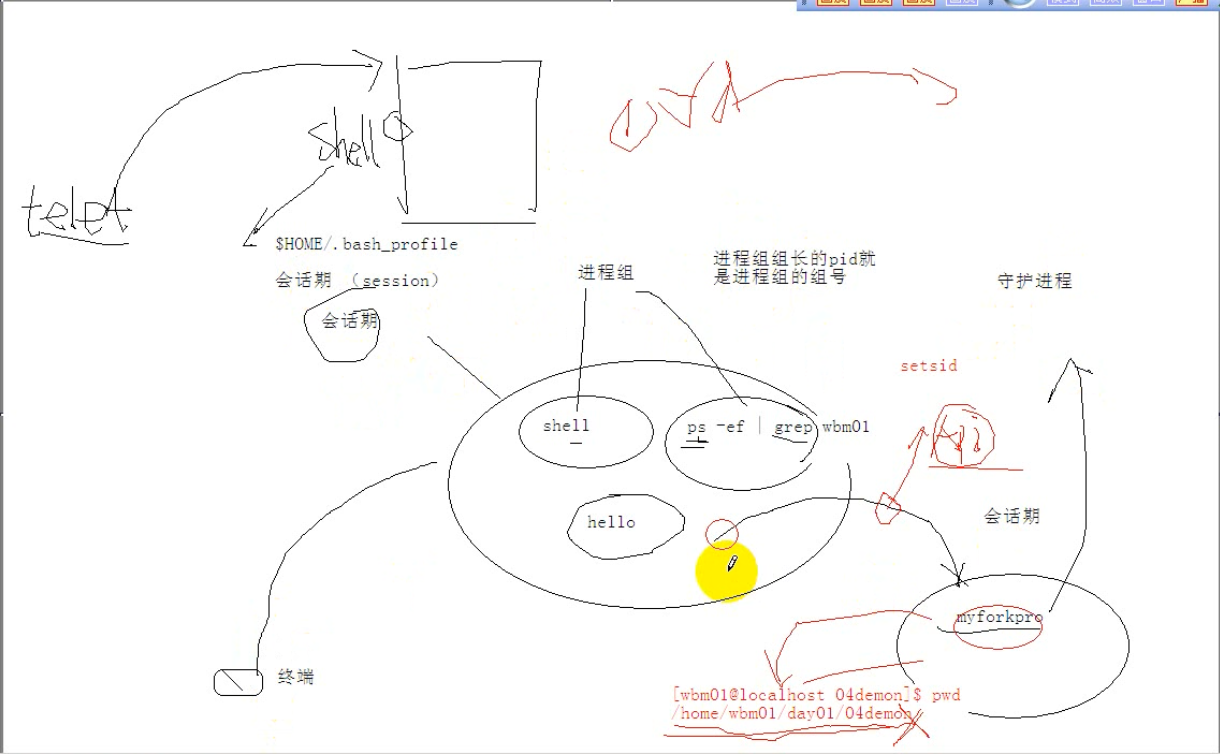 shell
telnet
$HOME/.bash_profile
会话期 （session）
会话期
进程组
进程组组长的pid就
是进程组的组号
守护进程
setsid
shell
ps -ef | grep wbm01
hello
会话期
myforkpro
终端
[wbm01@localhost 04demon]$ pwd
/home/wbm01/day01/04demon